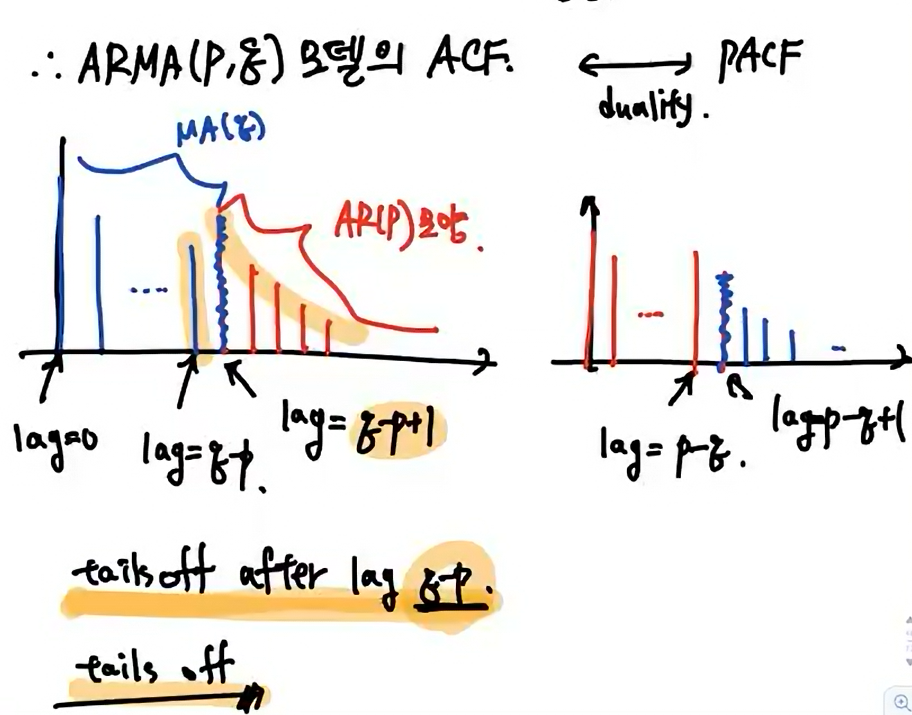 ∴ ARMA(P,q) 모델의 ACF. ↔ PACF
duality.
MA(q)
AR(P)모양.
....
...
lag=0
lag=q-p.
lag=q-p+1
lag=p-q.
lag=p-q+1
tails off after lag q-p.
tails off